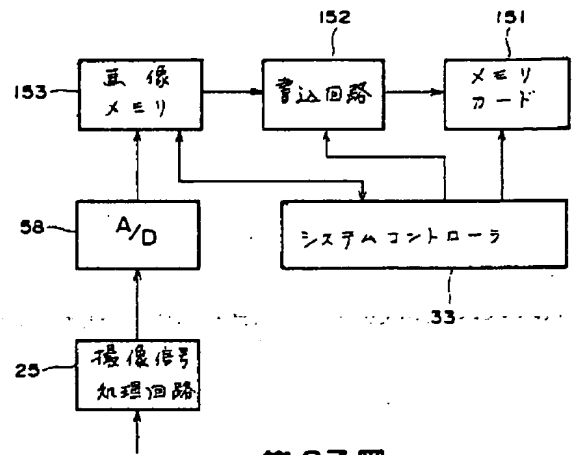 152
151
153
画像
メモリ
書込回路
メモリ
カード
58
A/D
システムコントローラ
33
25
撮像信号
処理回路